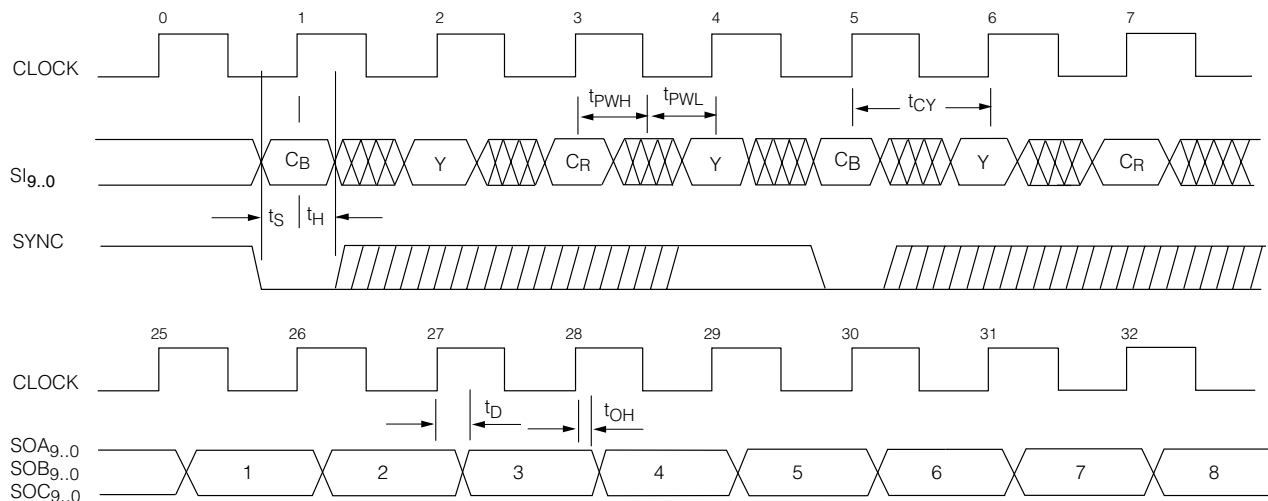 0 1 2 3 4 5 6 7
CLOCK
tPWH tPWL tCY
SI9..0 CB Y CR Y CB Y CR
tS tH
SYNC
25 26 27 28 29 30 31 32
CLOCK
tD tOH
SOA9..0
SOB9..0 1 2 3 4 5 6 7 8
SOC9..0